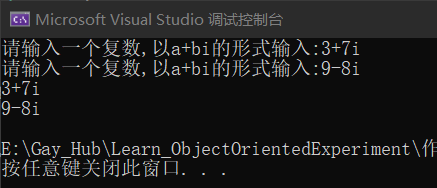 Microsoft Visual Studio 调试控制台
请输入一个复数,以a+bi的形式输入:3+7i
请输入一个复数,以a+bi的形式输入:9-8i
3+7i
9-8i
E:\Gay_Hub\Learn_ObjectOrientedExperiment\作
按任意键关闭此窗口. . .